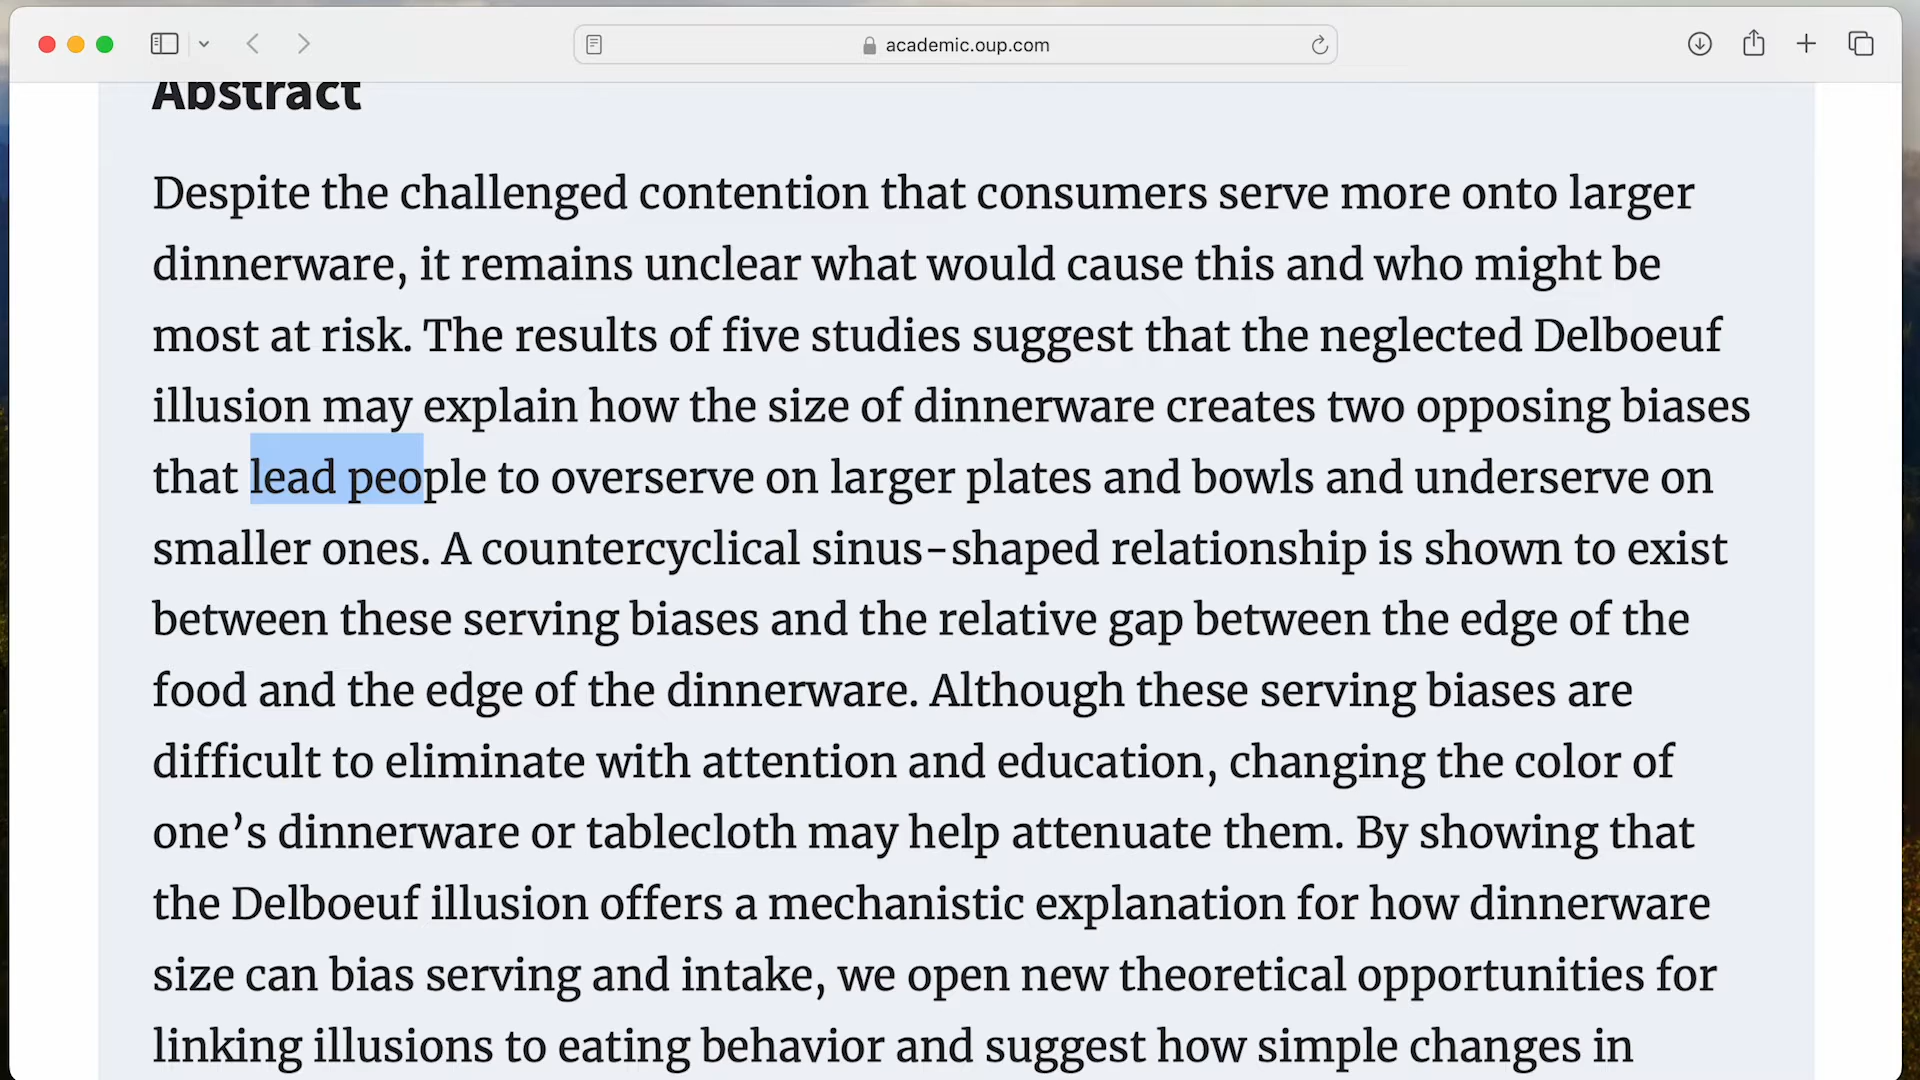 academic.oup.com
Abstract
Despite the challenged contention that consumers serve more onto larger
dinnerware, it remains unclear what would cause this and who might be
most at risk. The results of five studies suggest that the neglected Delboeuf
illusion may explain how the size of dinnerware creates two opposing biases
that lead people to overserve on larger plates and bowls and underserve on
smaller ones. A countercyclical sinus-shaped relationship is shown to exist
between these serving biases and the relative gap between the edge of the
food and the edge of the dinnerware. Although these serving biases are
difficult to eliminate with attention and education, changing the color of
one’s dinnerware or tablecloth may help attenuate them. By showing that
the Delboeuf illusion offers a mechanistic explanation for how dinnerware
size can bias serving and intake, we open new theoretical opportunities for
linking illusions to eating behavior and suggest how simple changes in